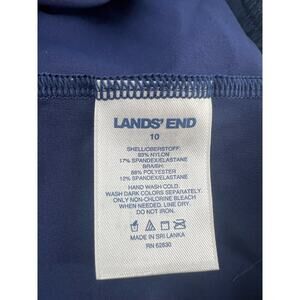 LANDS' END
10
SHELL/OBERSTOFF:
83% NYLON
17% SPANDEX/ELASTANE
BRA/BH:
88% POLYESTER
12% SPANDEX/ELASTANE
HAND WASH COLD.
WASH DARK COLORS SEPARATELY.
ONLY NON-CHLORINE BLEACH
WHEN NEEDED. LINE DRY.
DO NOT IRON.
MADE IN SRI LANKA
RN 62830